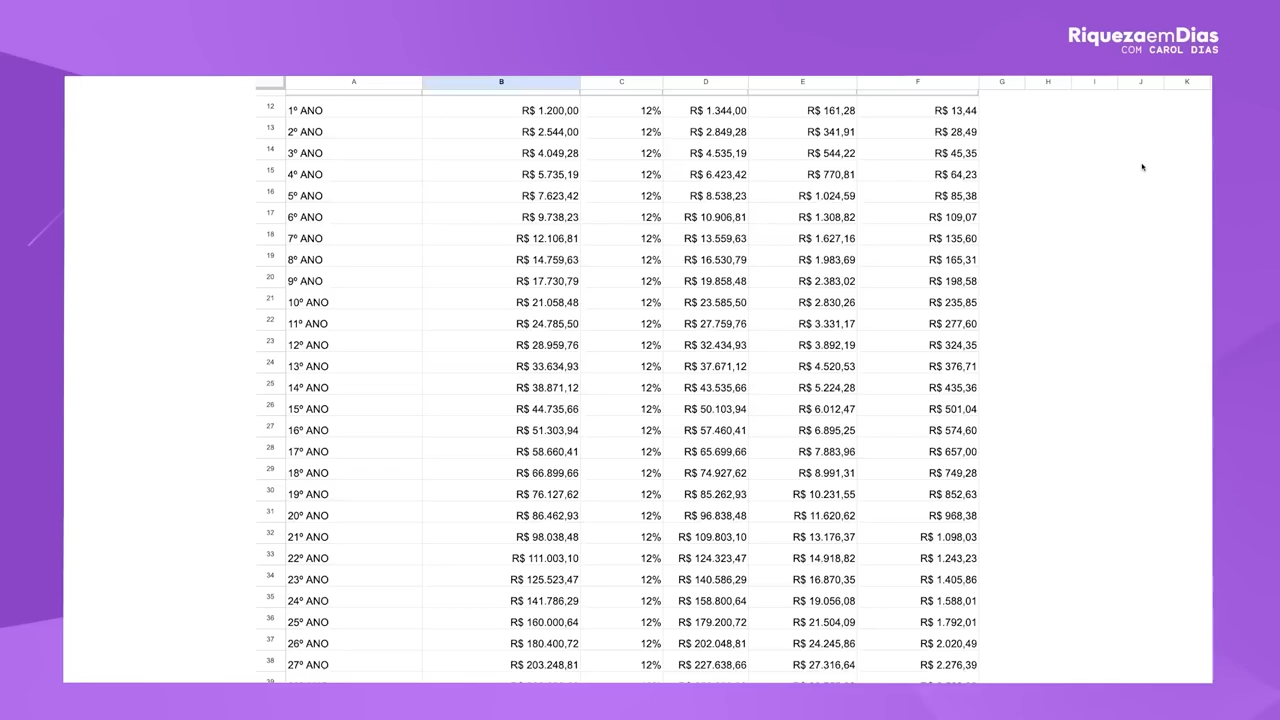 RiquezaemDias
COM CAROL DIAS
A B C D E F G H I J K
12 1º ANO R$ 1.200,00 12% R$ 1.344,00 R$ 161,28 R$ 13,44
13 2º ANO R$ 2.544,00 12% R$ 2.849,28 R$ 341,91 R$ 28,49
14 3º ANO R$ 4.049,28 12% R$ 4.535,19 R$ 544,22 R$ 45,35
15 4º ANO R$ 5.735,19 12% R$ 6.423,42 R$ 770,81 R$ 64,23
16 5º ANO R$ 7.623,42 12% R$ 8.538,23 R$ 1.024,59 R$ 85,38
17 6º ANO R$ 9.738,23 12% R$ 10.906,81 R$ 1.308,82 R$ 109,07
18 7º ANO R$ 12.106,81 12% R$ 13.559,63 R$ 1.627,16 R$ 135,60
19 8º ANO R$ 14.759,63 12% R$ 16.530,79 R$ 1.983,69 R$ 165,31
20 9º ANO R$ 17.730,79 12% R$ 19.858,48 R$ 2.383,02 R$ 198,58
21 10º ANO R$ 21.058,48 12% R$ 23.585,50 R$ 2.830,26 R$ 235,85
22 11º ANO R$ 24.785,50 12% R$ 27.759,76 R$ 3.331,17 R$ 277,60
23 12º ANO R$ 28.959,76 12% R$ 32.434,93 R$ 3.892,19 R$ 324,35
24 13º ANO R$ 33.634,93 12% R$ 37.671,12 R$ 4.520,53 R$ 376,71
25 14º ANO R$ 38.871,12 12% R$ 43.535,66 R$ 5.224,28 R$ 435,36
26 15º ANO R$ 44.735,66 12% R$ 50.103,94 R$ 6.012,47 R$ 501,04
27 16º ANO R$ 51.303,94 12% R$ 57.460,41 R$ 6.895,25 R$ 574,60
28 17º ANO R$ 58.660,41 12% R$ 65.699,66 R$ 7.883,96 R$ 657,00
29 18º ANO R$ 66.899,66 12% R$ 74.927,62 R$ 8.991,31 R$ 749,28
30 19º ANO R$ 76.127,62 12% R$ 85.262,93 R$ 10.231,55 R$ 852,63
31 20º ANO R$ 86.462,93 12% R$ 96.838,48 R$ 11.620,62 R$ 968,38
32 21º ANO R$ 98.038,48 12% R$ 109.803,10 R$ 13.176,37 R$ 1.098,03
33 22º ANO R$ 111.003,10 12% R$ 124.323,47 R$ 14.918,82 R$ 1.243,23
34 23º ANO R$ 125.523,47 12% R$ 140.586,29 R$ 16.870,35 R$ 1.405,86
35 24º ANO R$ 141.786,29 12% R$ 158.800,64 R$ 19.056,08 R$ 1.588,01
36 25º ANO R$ 160.000,64 12% R$ 179.200,72 R$ 21.504,09 R$ 1.792,01
37 26º ANO R$ 180.400,72 12% R$ 202.048,81 R$ 24.245,86 R$ 2.020,49
38 27º ANO R$ 203.248,81 12% R$ 227.638,66 R$ 27.316,64 R$ 2.276,39